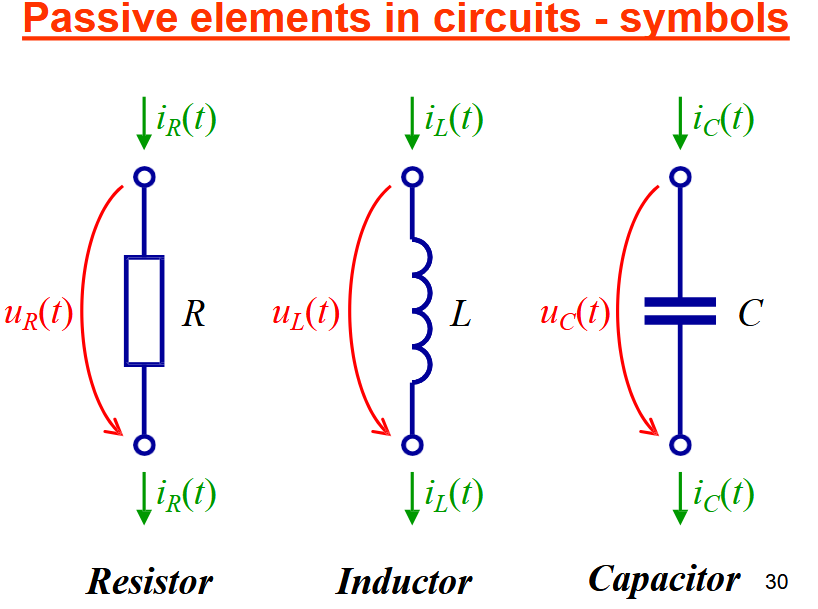 Passive elements in circuits - symbols
i_R(t) i_L(t) i_C(t)
u_R(t) R u_L(t) L u_C(t) C
i_R(t) i_L(t) i_C(t)
Resistor Inductor Capacitor 30